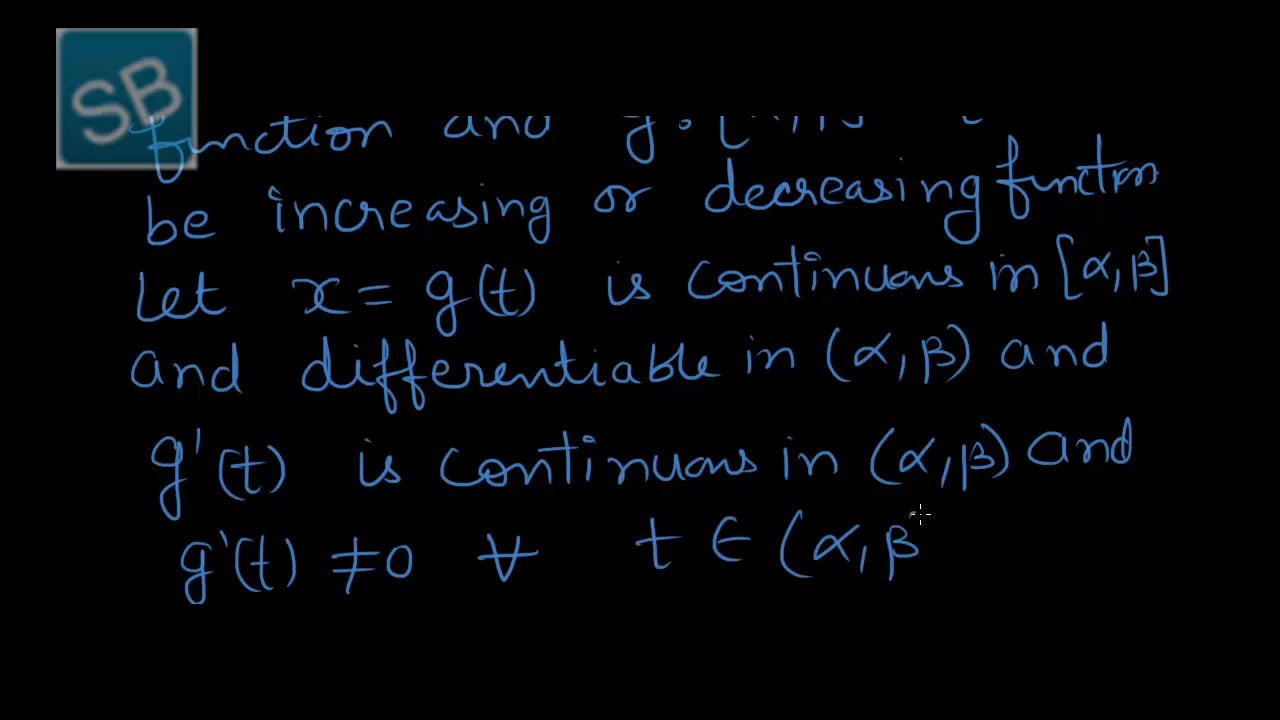 SB
function and g:
be increasing or decreasing function
Let x = g(t) is continuous in [α, β]
and differentiable in (α, β) and
g'(t) is continuous in (α, β) and
g'(t) ≠ 0 ∀ t ∈ (α, β